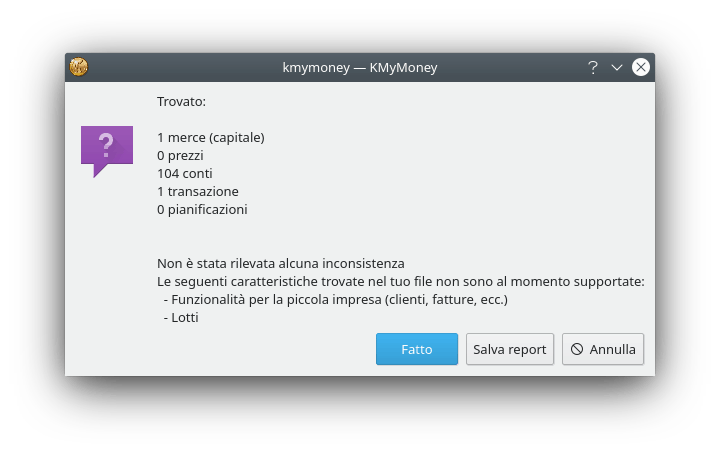 kmymoney — KMyMoney
Trovato:
1 merce (capitale)
0 prezzi
104 conti
1 transazione
0 pianificazioni
Non è stata rilevata alcuna inconsistenza
Le seguenti caratteristiche trovate nel tuo file non sono al momento supportate:
- Funzionalità per la piccola impresa (clienti, fatture, ecc.)
- Lotti
Fatto
Salva report
Annulla